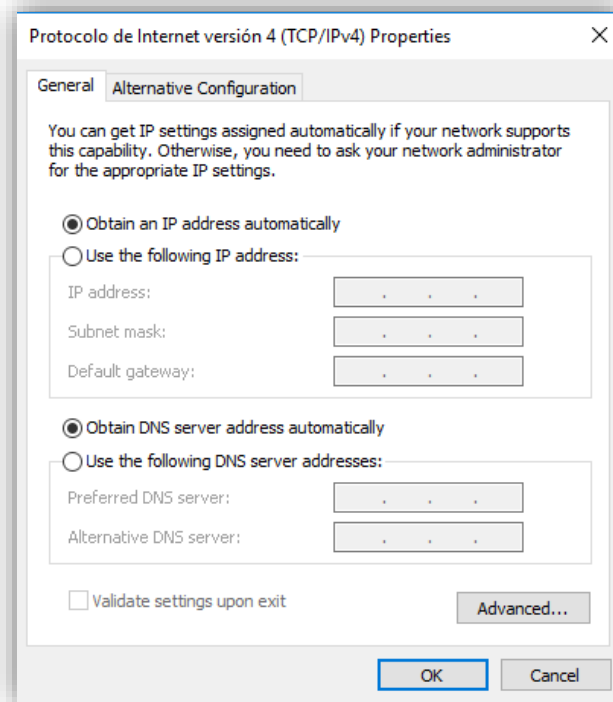 Protocolo de Internet versión 4 (TCP/IPv4) Properties
General
Alternative Configuration
You can get IP settings assigned automatically if your network supports
this capability. Otherwise, you need to ask your network administrator
for the appropriate IP settings.
Obtain an IP address automatically
Use the following IP address:
IP address:
Subnet mask:
Default gateway:
Obtain DNS server address automatically
Use the following DNS server addresses:
Preferred DNS server:
Alternative DNS server:
Validate settings upon exit
Advanced...
OK
Cancel